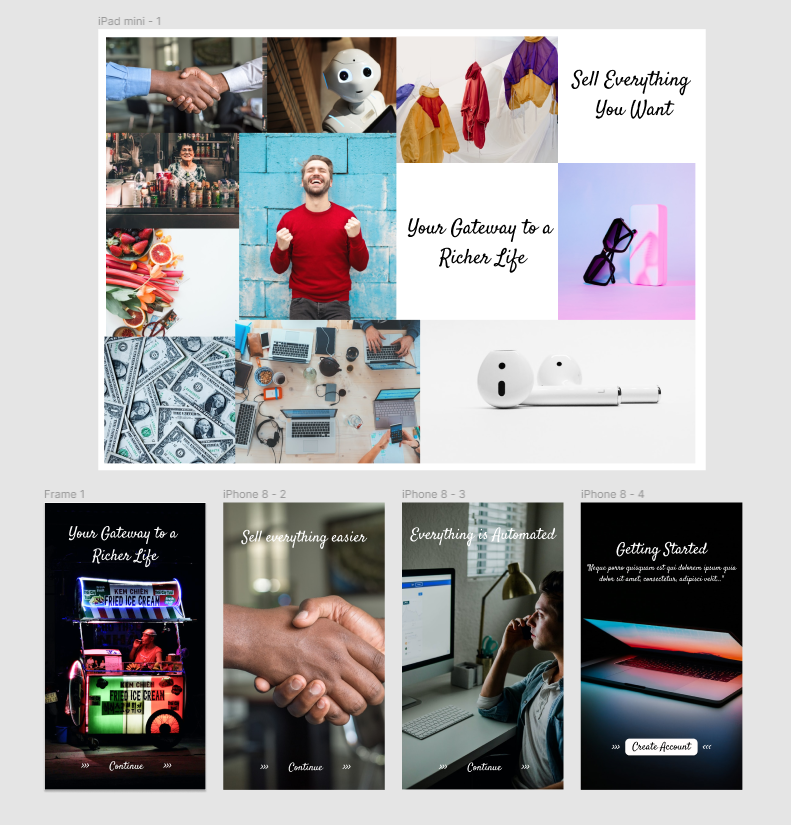 iPad mini - 1
Sell Everything
You Want
Your Gateway to a
Richer Life
Frame 1
iPhone 8 - 2
iPhone 8 - 3
iPhone 8 - 4
Your Gateway to a
Richer Life
KEM CHIÊN
FRIED ICE CREAM
KEM CHIÊN
FRIED ICE CREAM
>>> Continue >>>
Sell everything easier
>>> Continue >>>
Everything is Automated
>>> Continue >>>
Getting Started
"Neque porro quisquam est qui dolorem ipsum quia
dolor sit amet, consectetur, adipisci velit..."
>>> Create Account <<<